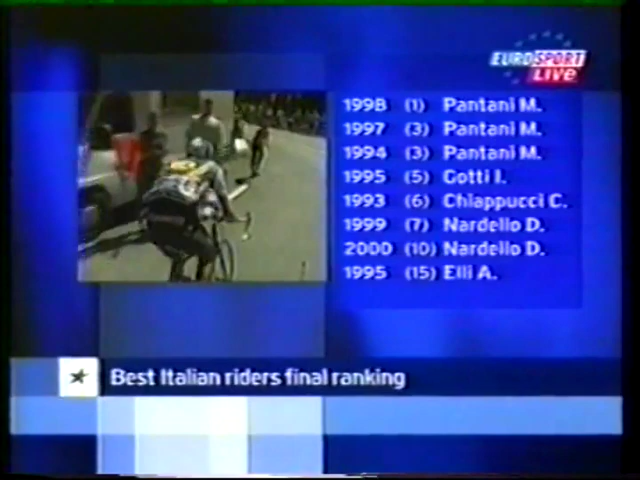 EUROSPORT
LIVE
1998 (1) Pantani M.
1997 (3) Pantani M.
1994 (3) Pantani M.
1995 (5) Gotti I.
1993 (6) Chiappucci C.
1999 (7) Nardello D.
2000 (10) Nardello D.
1995 (15) Elli A.
Best Italian riders final ranking